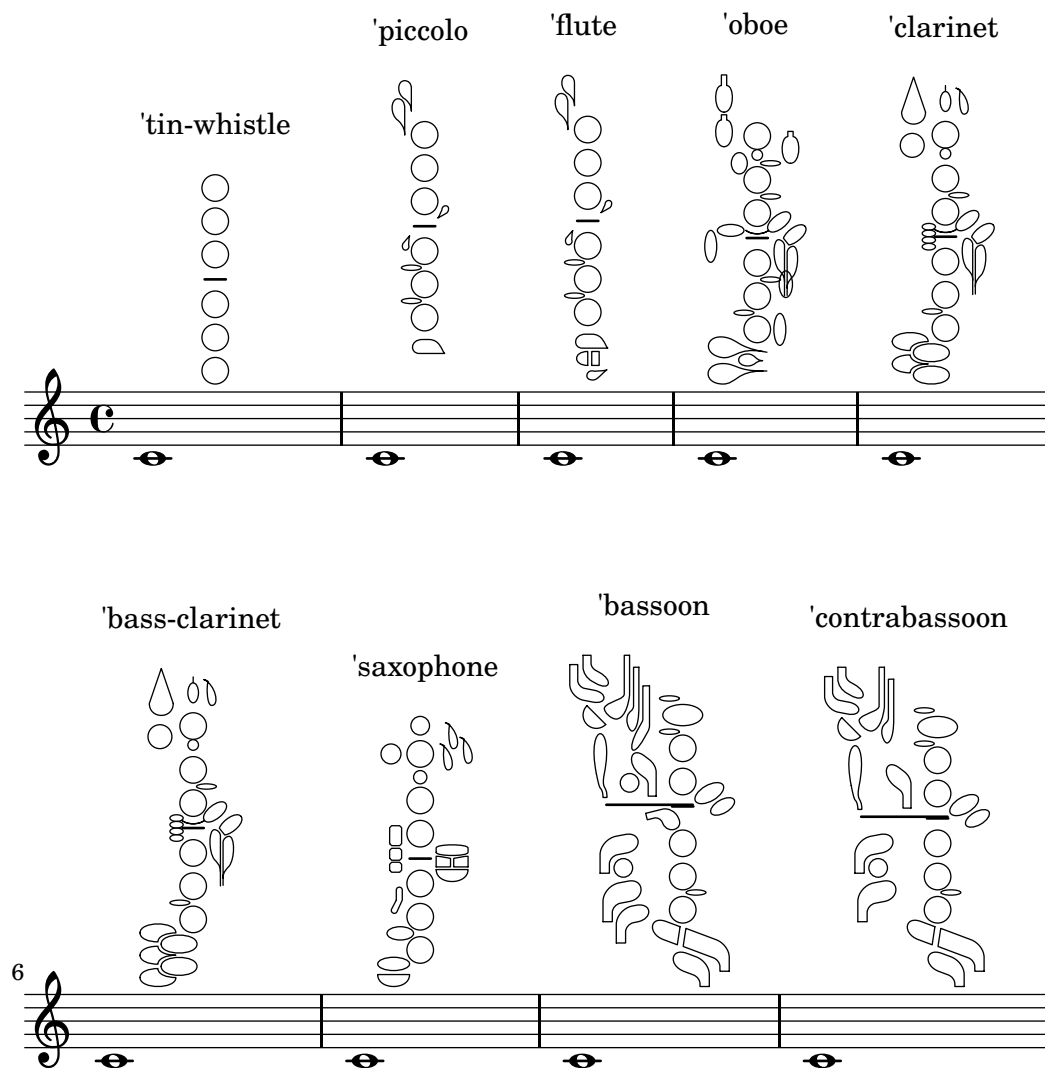 'piccolo 'flute 'oboe 'clarinet
'tin-whistle
'bass-clarinet 'bassoon 'contrabassoon
'saxophone
6